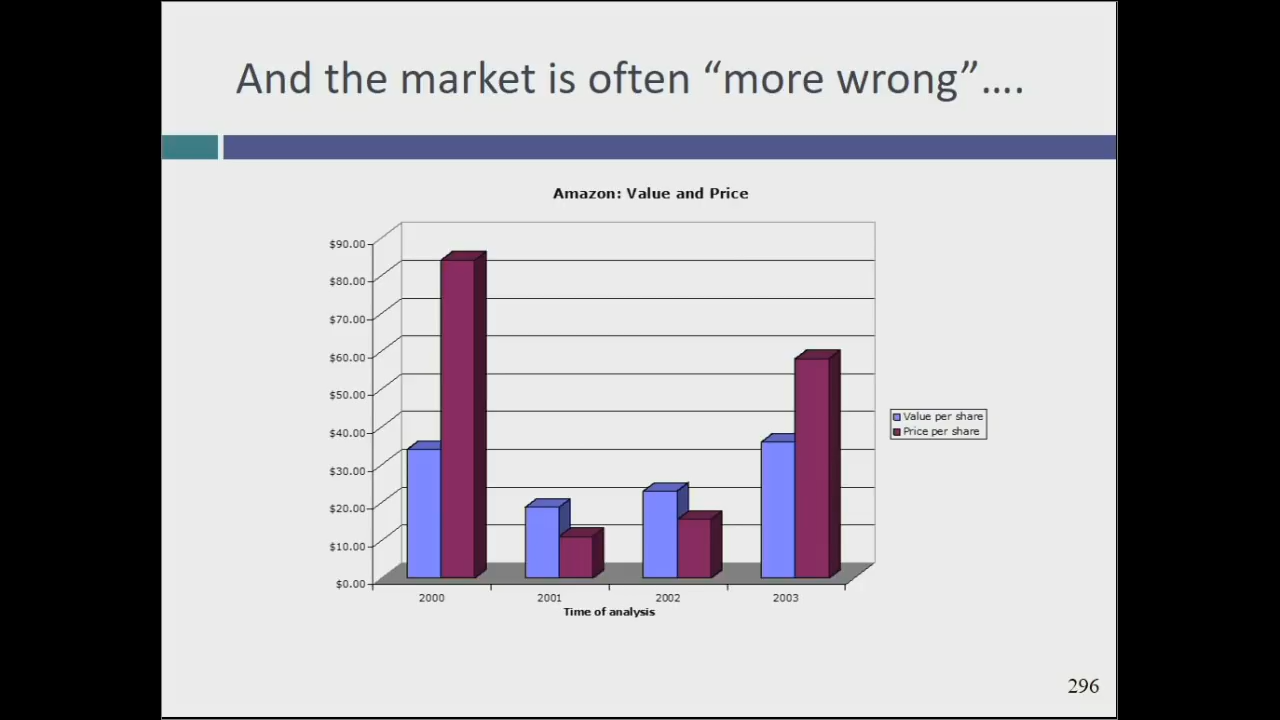 And the market is often “more wrong”….
Amazon: Value and Price
$90.00
$80.00
$70.00
$60.00
$50.00
$40.00
$30.00
$20.00
$10.00
$0.00
Value per share
Price per share
2000 2001 2002 2003
Time of analysis
296